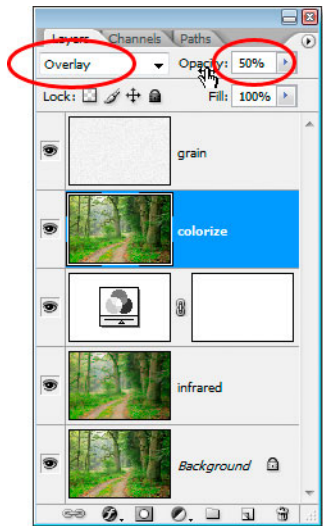 Layers Channels Paths
Overlay Opacity: 50%
Lock: Fill: 100%
grain
colorize
infrared
Background